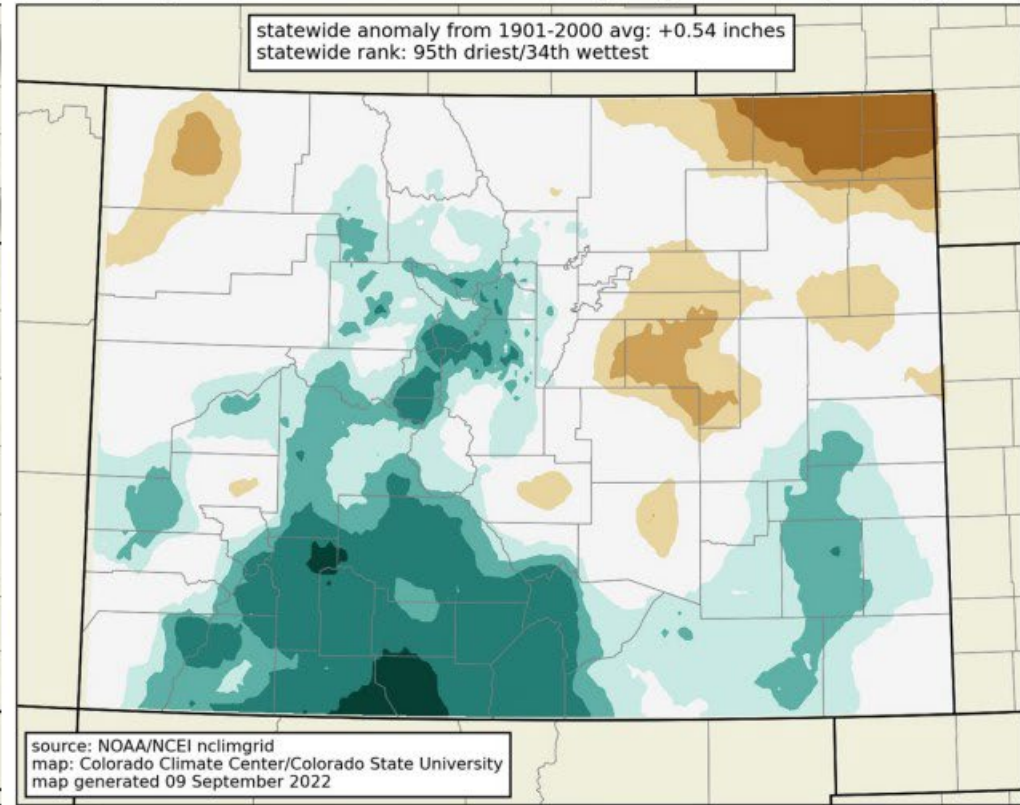 statewide anomaly from 1901-2000 avg: +0.54 inches
statewide rank: 95th driest/34th wettest
source: NOAA/NCEI nclimgrid
map: Colorado Climate Center/Colorado State University
map generated 09 September 2022